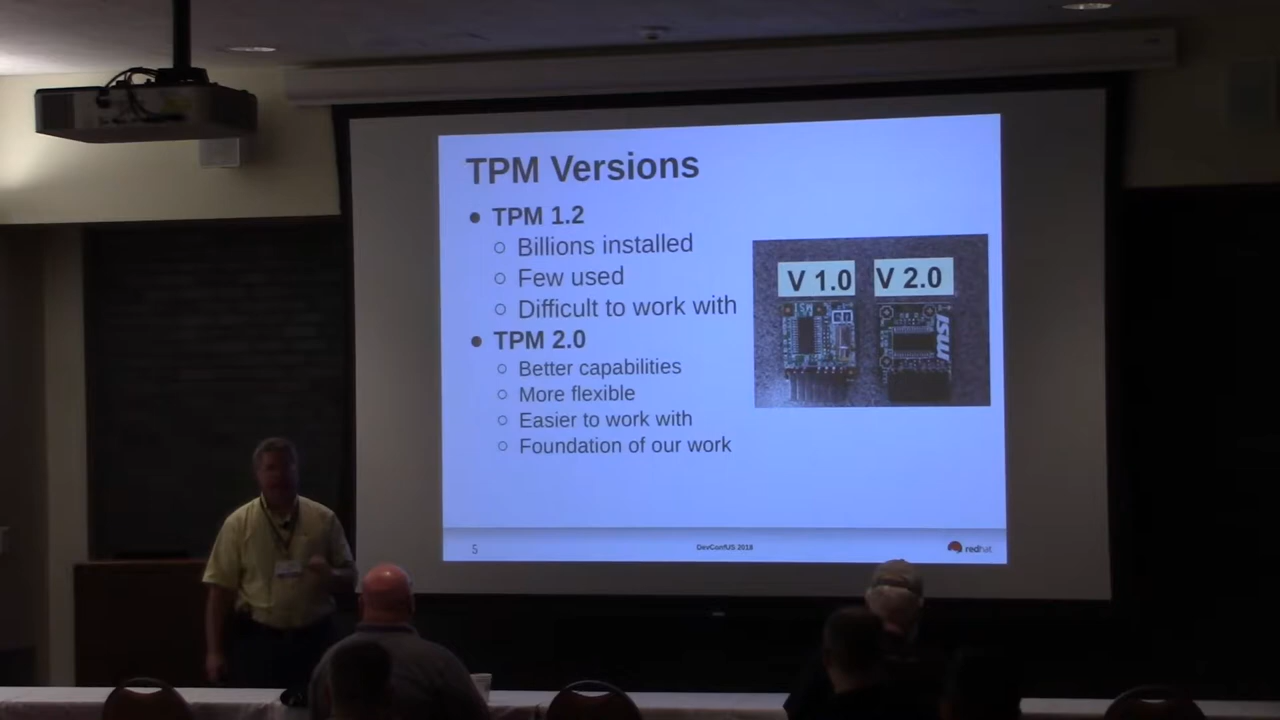 TPM Versions
TPM 1.2
Billions installed
Few used
Difficult to work with
TPM 2.0
Better capabilities
More flexible
Easier to work with
Foundation of our work
V 1.0
V 2.0
msi
5
DevConfUS 2018
redhat